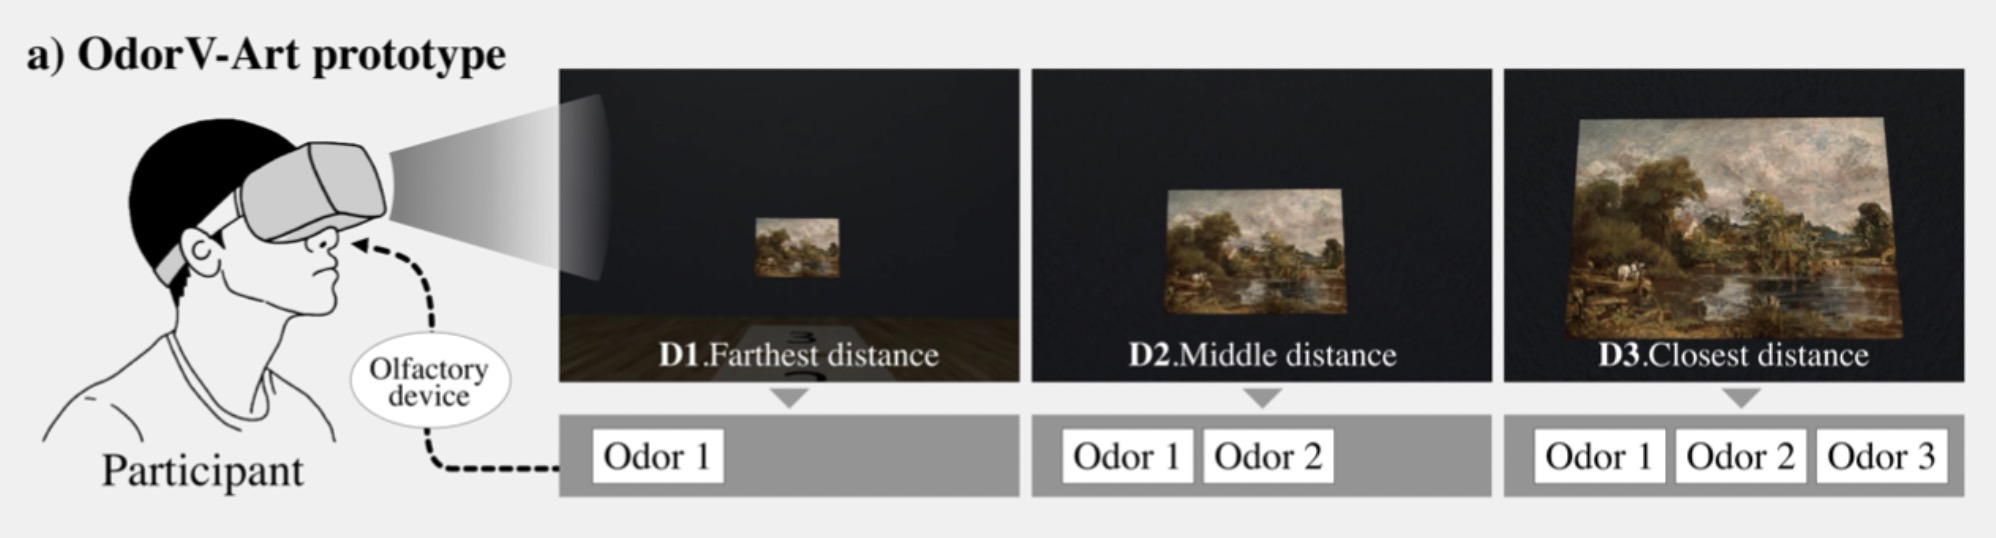 a) OdorV-Art prototype
Olfactory
device
Participant
3
D1.Farthest distance
D2.Middle distance
D3.Closest distance
Odor 1
Odor 1 Odor 2
Odor 1 Odor 2 Odor 3